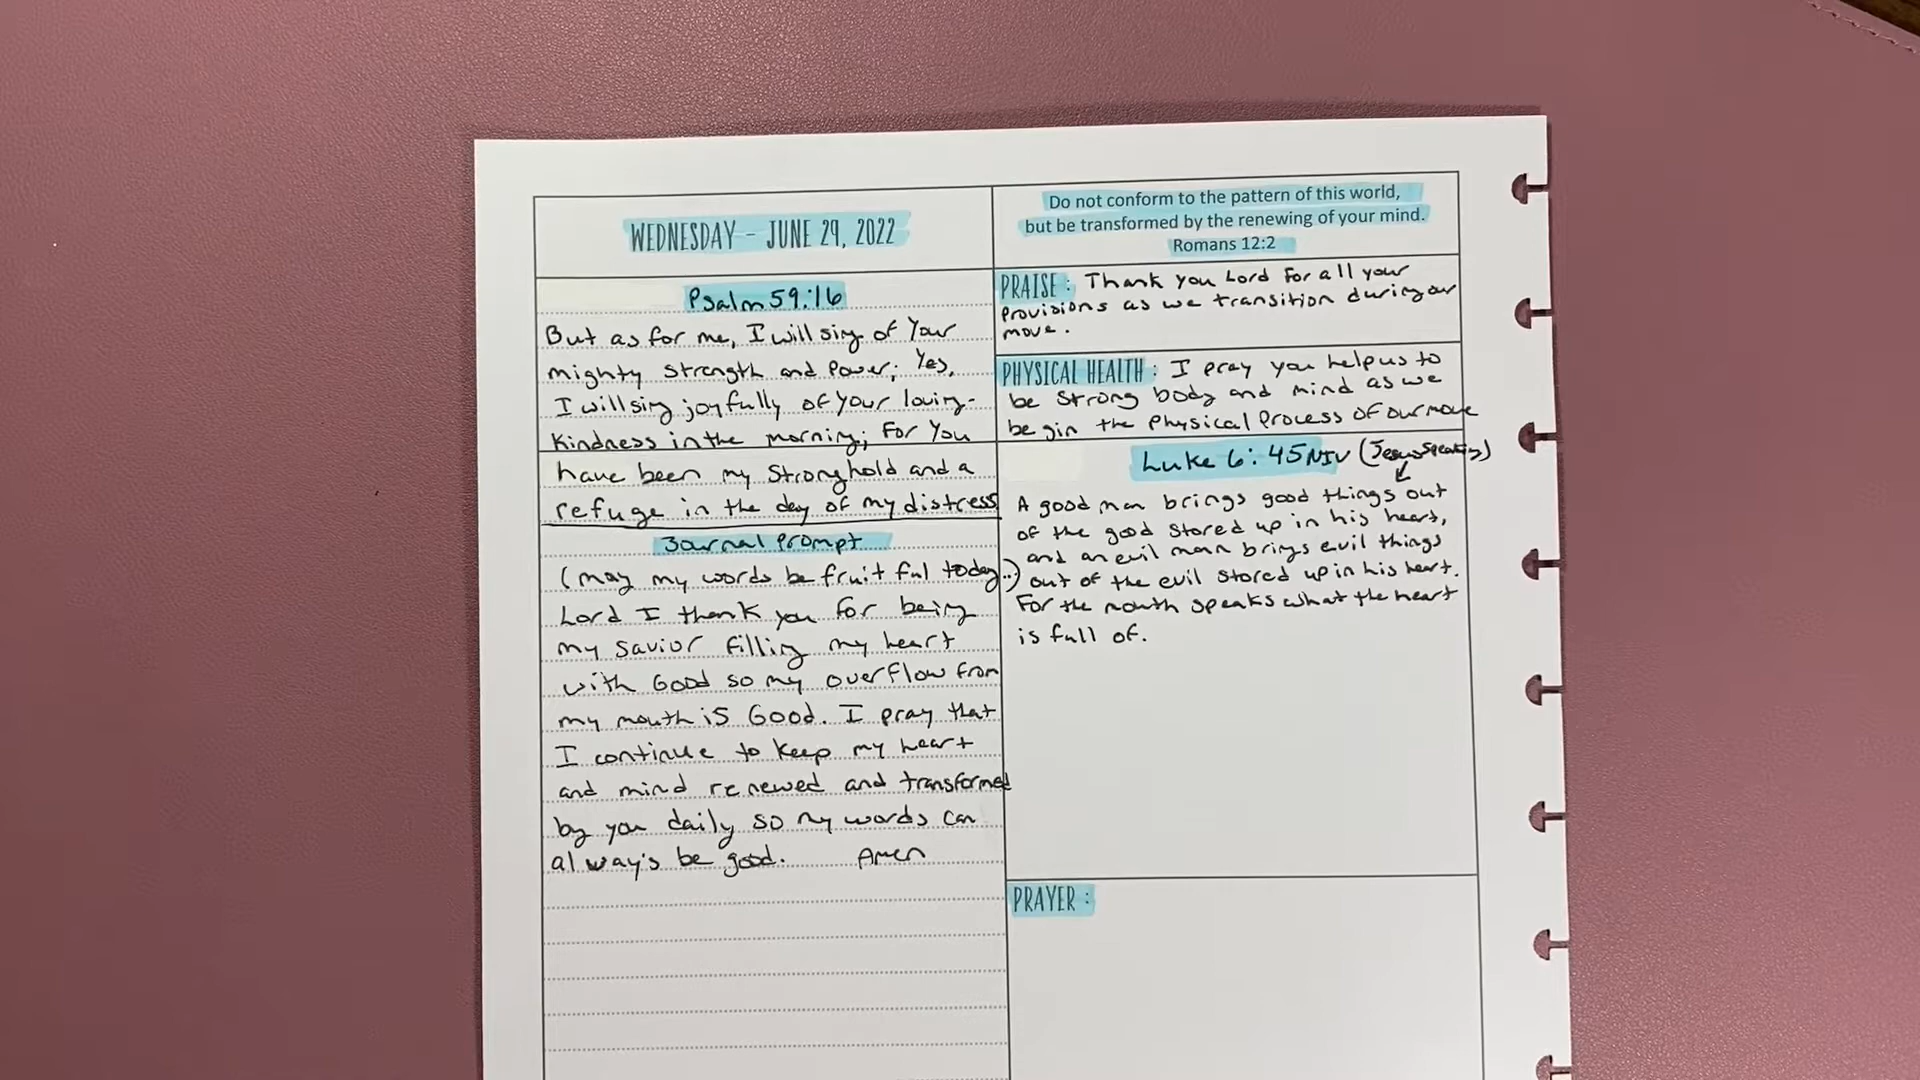 WEDNESDAY - JUNE 29, 2022
Psalm 59:16
But as for me, I will sing of Your
mighty strength and Power; Yes,
I will sing joyfully of Your loving-
kindness in the morning; For You
have been my Stronghold and a
refuge in the day of my distress
Journal Prompt
(may my words be fruit ful today..)
Lord I thank you for being
my savior filling my heart
with Good so my overflow from
my mouth is Good. I pray that
I continue to keep my heart
and mind renewed and transformed
by you daily so my words can
always be good. Amen
Do not conform to the pattern of this world,
but be transformed by the renewing of your mind.
Romans 12:2
PRAISE: Thank you Lord for all your
provisions as we transition during our
move.
PHYSICAL HEALTH: I pray you help us to
be strong body and mind as we
begin the Physical Process of our move
Luke 6:45 NIV (Jesus Speaking)
A good man brings good things out
of the good stored up in his heart,
and an evil man brings evil things
out of the evil stored up in his heart.
For the mouth speaks what the heart
is full of.
PRAYER: